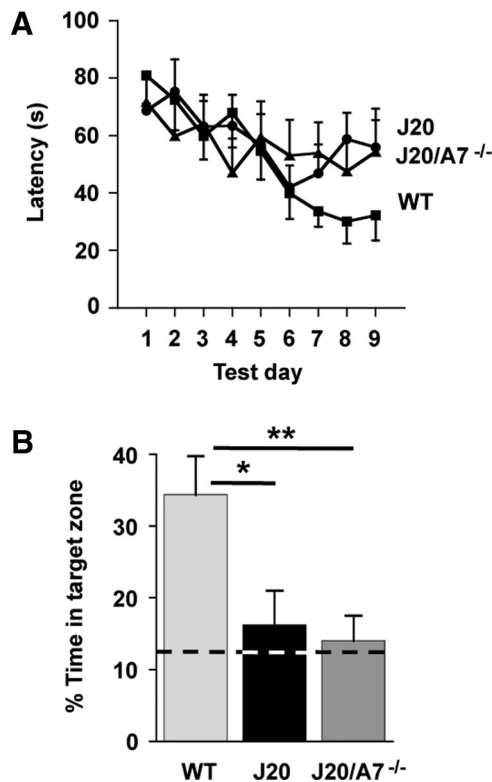 A
100
80
60
40
20
0
Latency (s)
J20
J20/A7 -/-
WT
1 2 3 4 5 6 7 8 9
Test day
B
**
*
40
30
20
10
0
% Time in target zone
WT J20 J20/A7 -/-